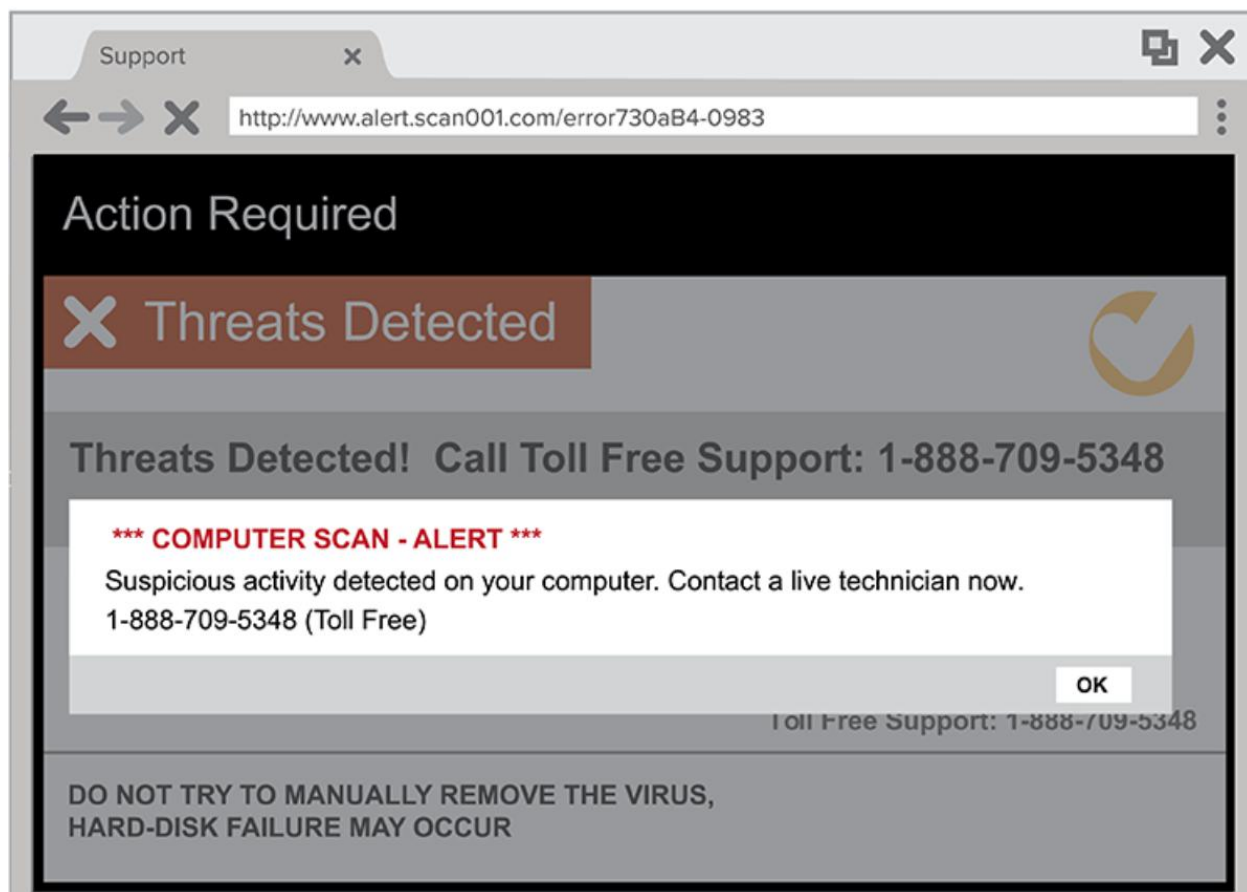 Support
http://www.alert.scan001.com/error730aB4-0983
Action Required
Threats Detected
Threats Detected! Call Toll Free Support: 1-888-709-5348
*** COMPUTER SCAN - ALERT ***
Suspicious activity detected on your computer. Contact a live technician now.
1-888-709-5348 (Toll Free)
OK
Toll Free Support: 1-888-709-5348
DO NOT TRY TO MANUALLY REMOVE THE VIRUS,
HARD-DISK FAILURE MAY OCCUR